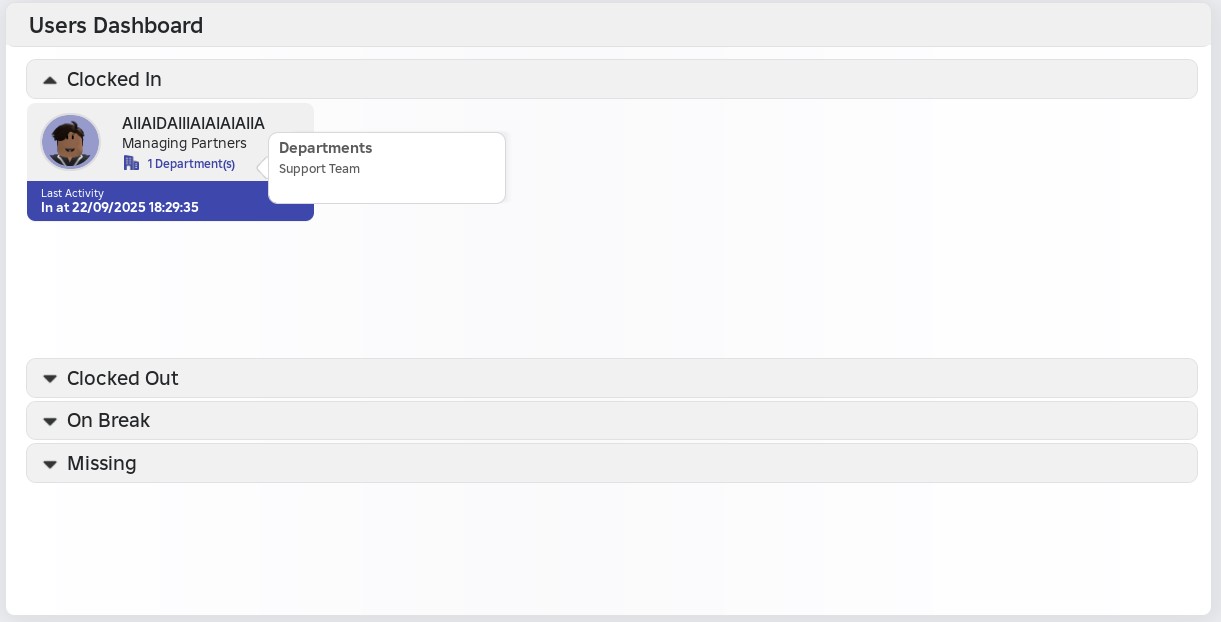 Users Dashboard
Clocked In
AIIAIDAIIIAIAIAIAIIA
Managing Partners
1 Department(s)
Departments
Support Team
Last Activity
In at 22/09/2025 18:29:35
Clocked Out
On Break
Missing